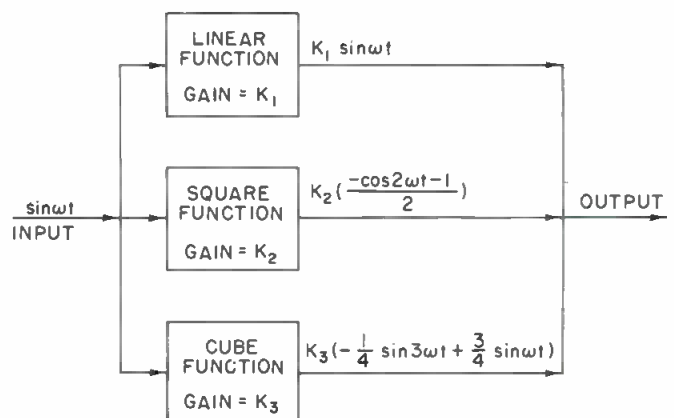 LINEAR
FUNCTION
GAIN = K₁
K₁ sinωt
sinωt
INPUT
SQUARE
FUNCTION
GAIN = K₂
K₂(-cos2ωt-1/2)
OUTPUT
CUBE
FUNCTION
GAIN = K₃
K₃(-1/4 sin3ωt + 3/4 sinωt)